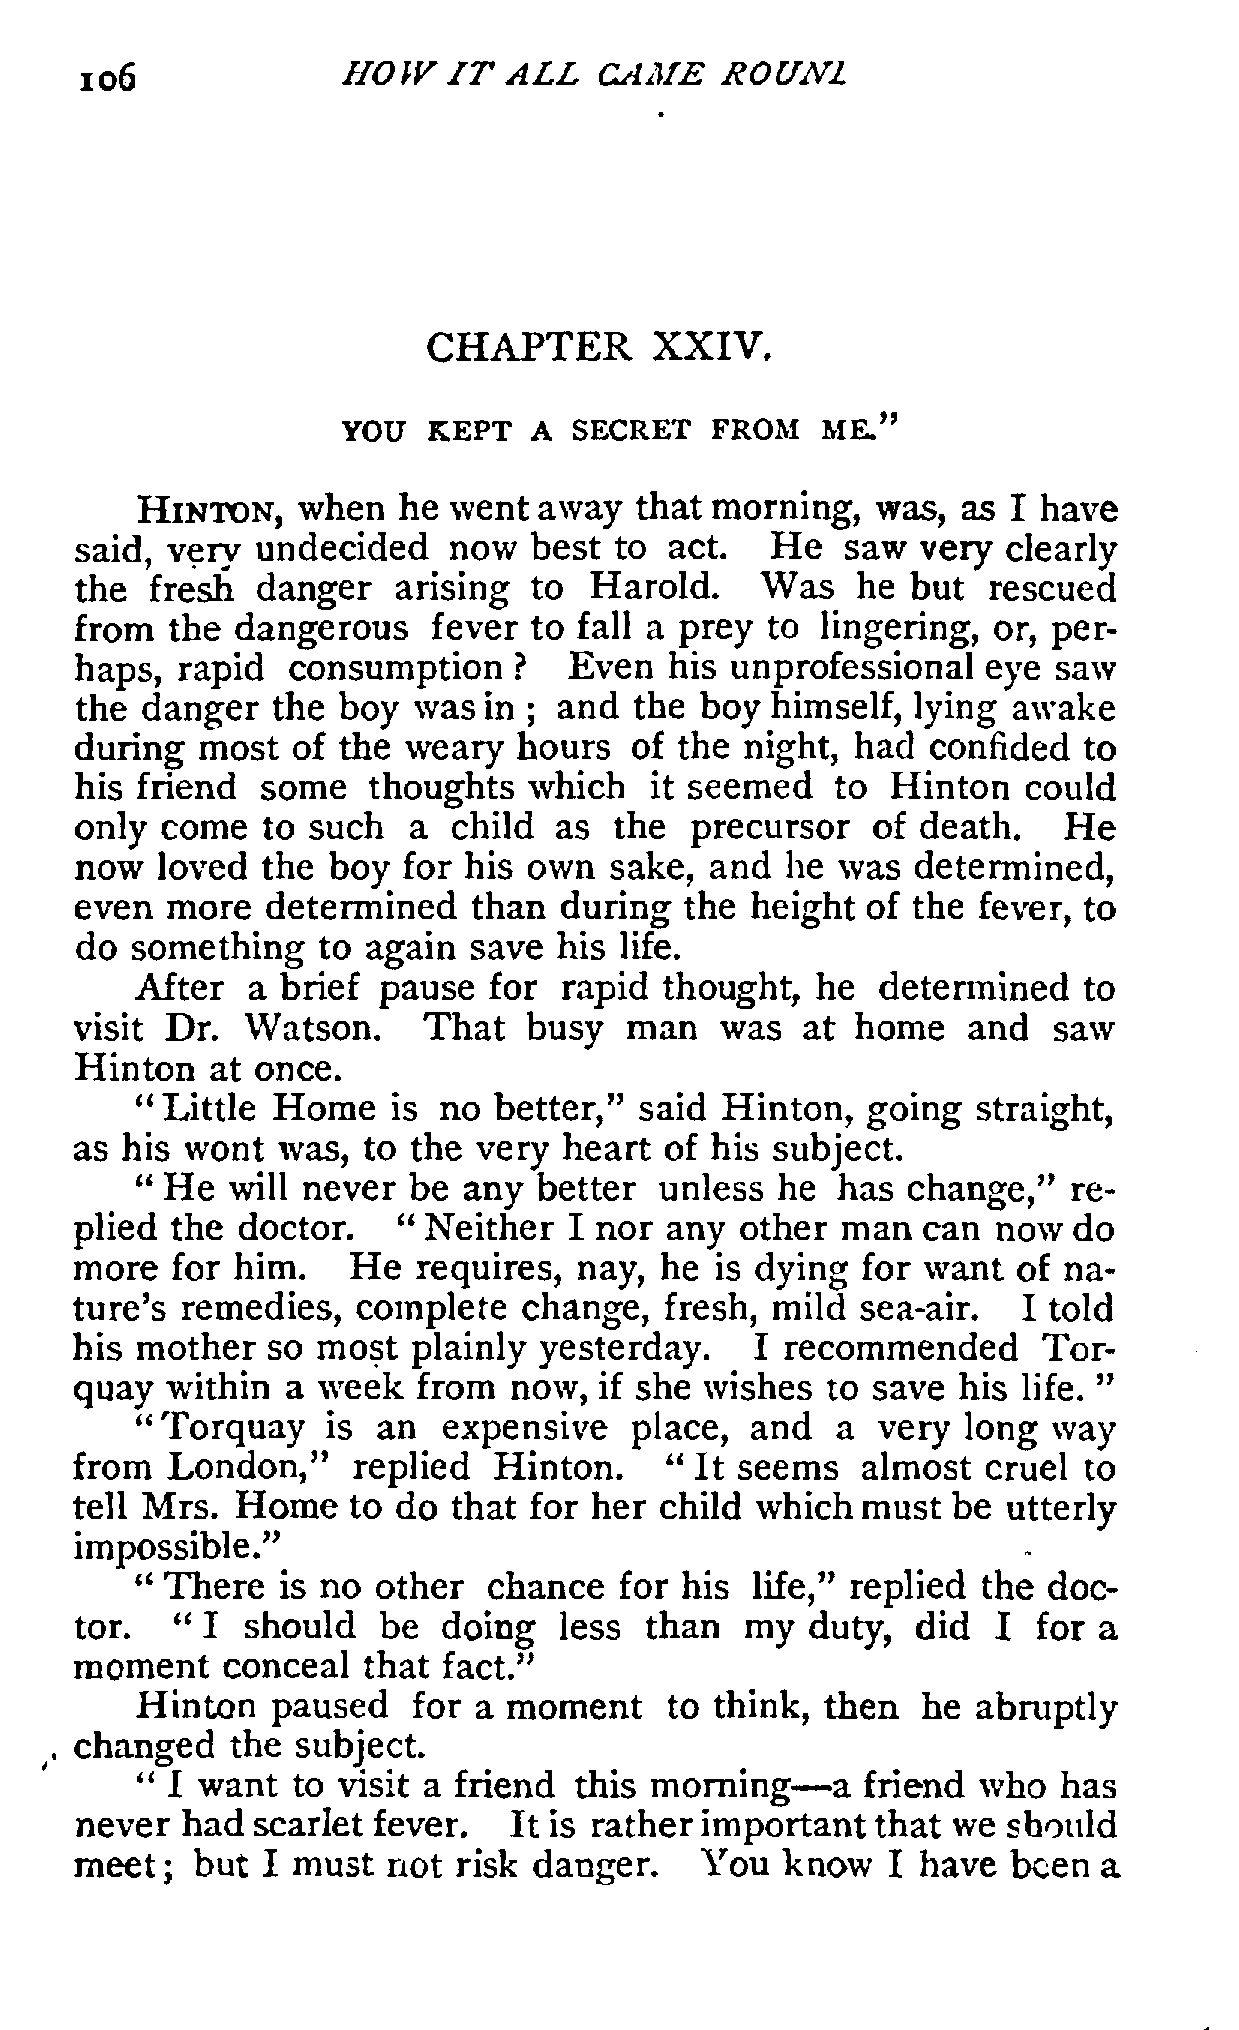 106 HOW IT ALL CAME ROUNL
CHAPTER XXIV.
YOU KEPT A SECRET FROM ME."
HINTON, when he went away that morning, was, as I have
said, very undecided now best to act. He saw very clearly
the fresh danger arising to Harold. Was he but rescued
from the dangerous fever to fall a prey to lingering, or, per-
haps, rapid consumption ? Even his unprofessional eye saw
the danger the boy was in ; and the boy himself, lying awake
during most of the weary hours of the night, had confided to
his friend some thoughts which it seemed to Hinton could
only come to such a child as the precursor of death. He
now loved the boy for his own sake, and he was determined,
even more determined than during the height of the fever, to
do something to again save his life.
After a brief pause for rapid thought, he determined to
visit Dr. Watson. That busy man was at home and saw
Hinton at once.
"Little Home is no better," said Hinton, going straight,
as his wont was, to the very heart of his subject.
"He will never be any better unless he has change," re-
plied the doctor. "Neither I nor any other man can now do
more for him. He requires, nay, he is dying for want of na-
ture's remedies, complete change, fresh, mild sea-air. I told
his mother so most plainly yesterday. I recommended Tor-
quay within a week from now, if she wishes to save his life."
"Torquay is an expensive place, and a very long way
from London," replied Hinton. "It seems almost cruel to
tell Mrs. Home to do that for her child which must be utterly
impossible."
"There is no other chance for his life," replied the doc-
tor. "I should be doing less than my duty, did I for a
moment conceal that fact."
Hinton paused for a moment to think, then he abruptly
changed the subject.
"I want to visit a friend this morning—a friend who has
never had scarlet fever. It is rather important that we should
meet; but I must not risk danger. You know I have been a